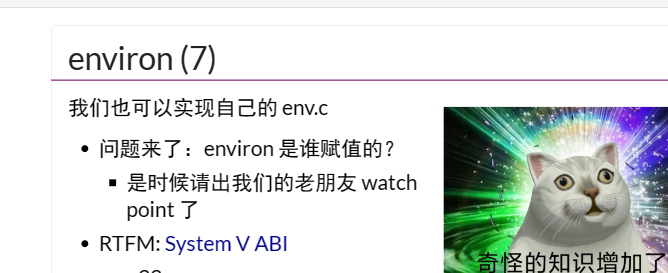 environ (7)
我们也可以实现自己的 env.c
问题来了：environ 是谁赋值的？
是时候请出我们的老朋友 watch
point 了
RTFM: System V ABI
奇怪的知识增加了